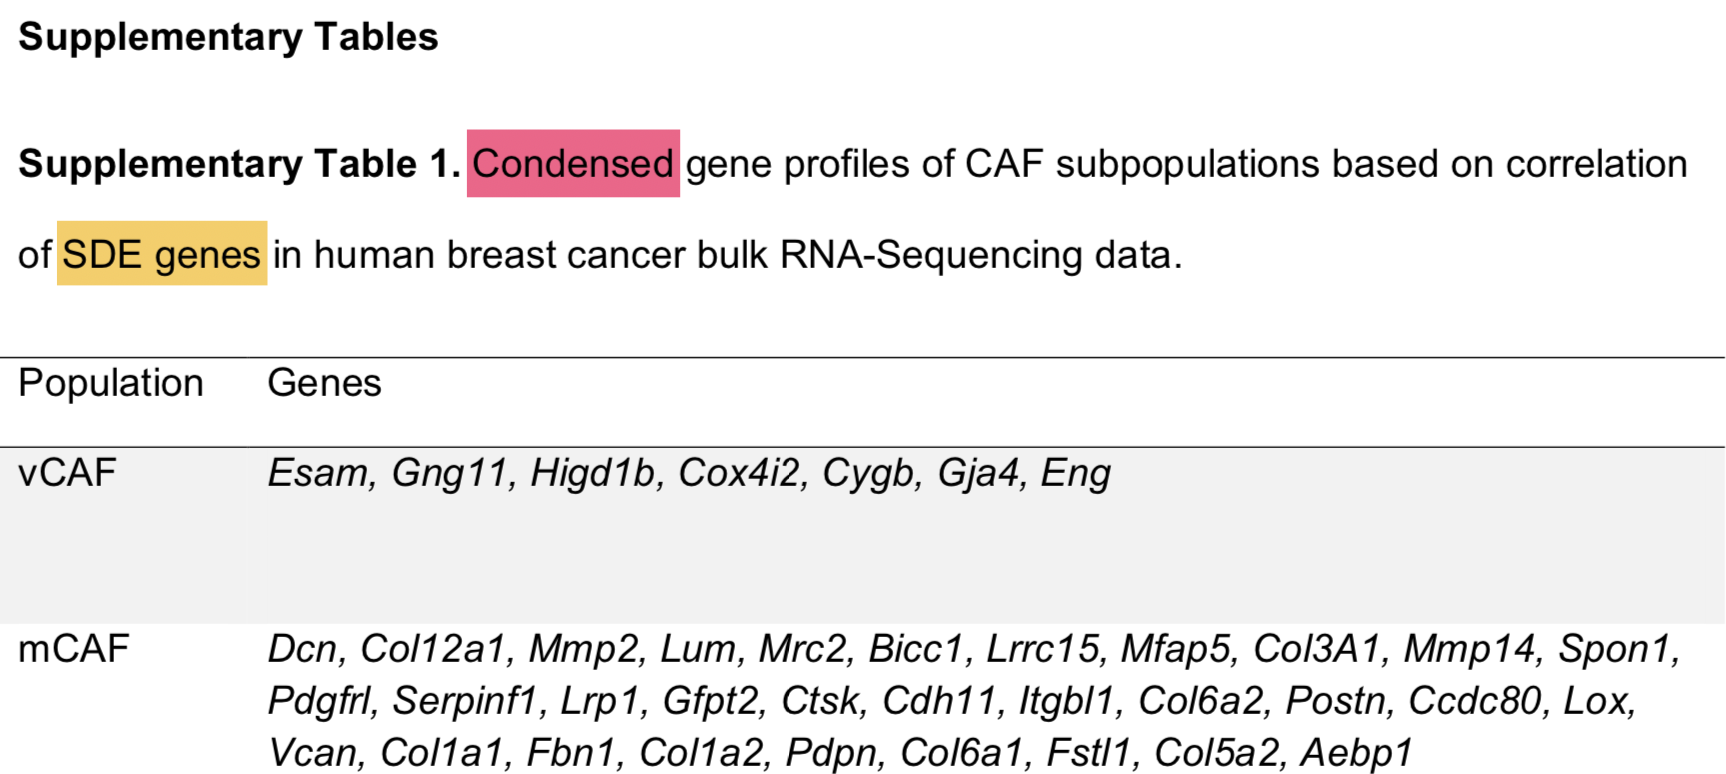 Supplementary Tables
Supplementary Table 1. Condensed gene profiles of CAF subpopulations based on correlation
of SDE genes in human breast cancer bulk RNA-Sequencing data.
Population Genes
vCAF Esam, Gng11, Higd1b, Cox4i2, Cygb, Gja4, Eng
mCAF Dcn, Col12a1, Mmp2, Lum, Mrc2, Bicc1, Lrrc15, Mfap5, Col3A1, Mmp14, Spon1,
Pdgfrl, Serpinf1, Lrp1, Gfpt2, Ctsk, Cdh11, Itgbl1, Col6a2, Postn, Ccdc80, Lox,
Vcan, Col1a1, Fbn1, Col1a2, Pdpn, Col6a1, Fstl1, Col5a2, Aebp1